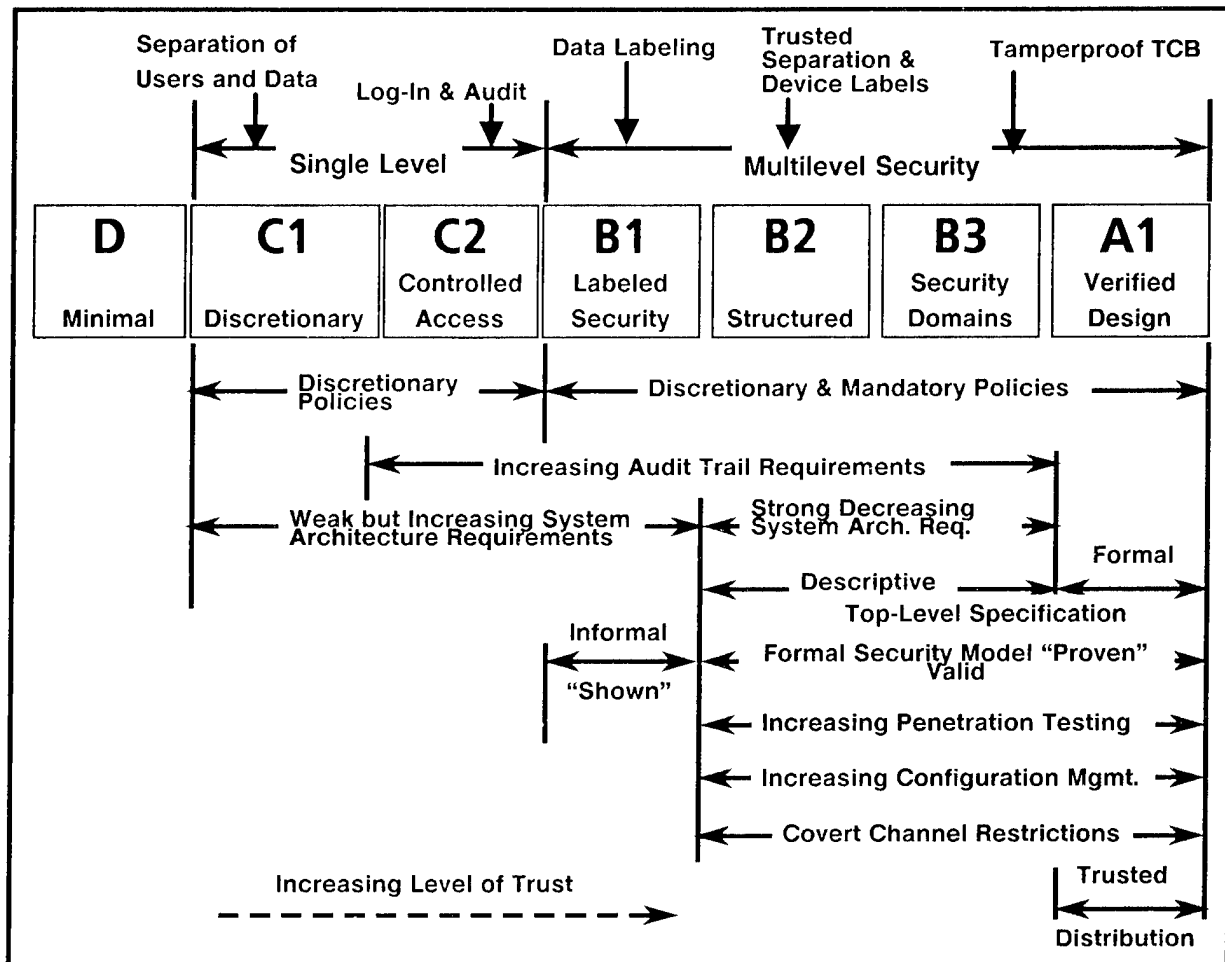 Separation of
Users and Data
Log-In & Audit
Data Labeling
Trusted
Separation &
Device Labels
Tamperproof TCB
Single Level
Multilevel Security
D
Minimal
C1
Discretionary
C2
Controlled
Access
B1
Labeled
Security
B2
Structured
B3
Security
Domains
A1
Verified
Design
Discretionary
Policies
Discretionary & Mandatory Policies
Increasing Audit Trail Requirements
Weak but Increasing System
Architecture Requirements
Strong Decreasing
System Arch. Req.
Descriptive
Formal
Top-Level Specification
Informal
"Shown"
Formal Security Model “Proven”
Valid
Increasing Penetration Testing
Increasing Configuration Mgmt.
Covert Channel Restrictions
Increasing Level of Trust
Trusted
Distribution